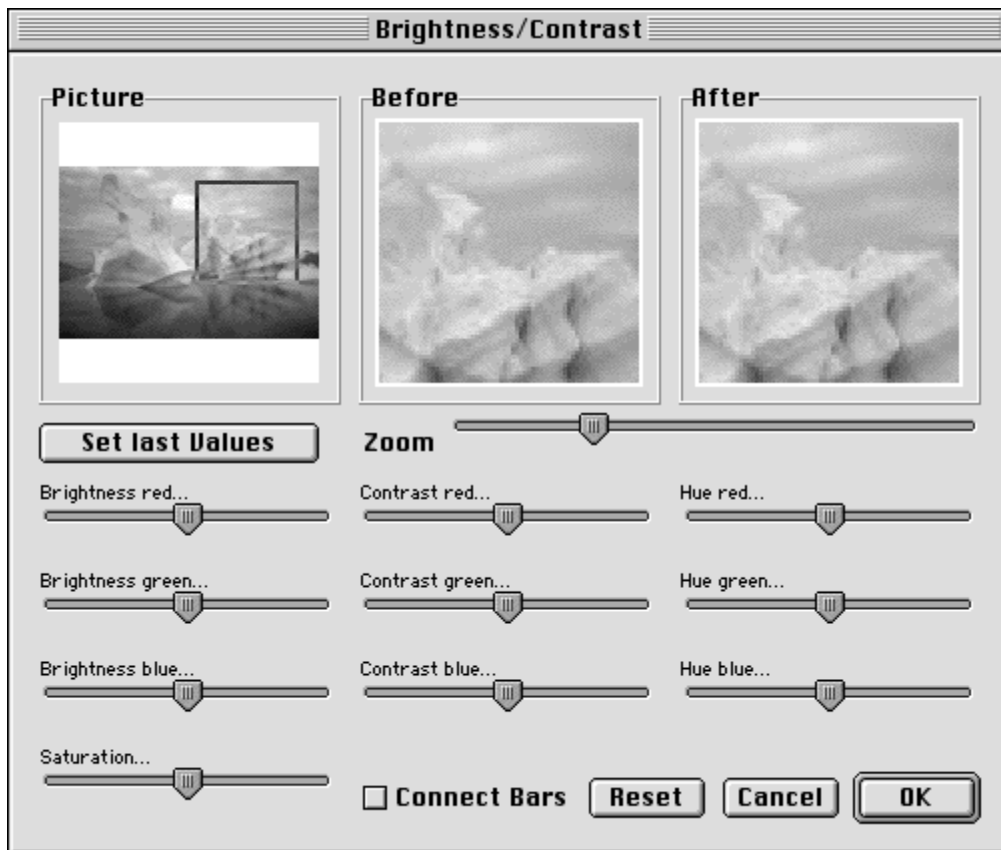 Brightness/Contrast
Picture
Before
After
Set last Values
Zoom
Brightness red...
Contrast red...
Hue red...
Brightness green...
Contrast green...
Hue green...
Brightness blue...
Contrast blue...
Hue blue...
Saturation...
Connect Bars
Reset
Cancel
OK